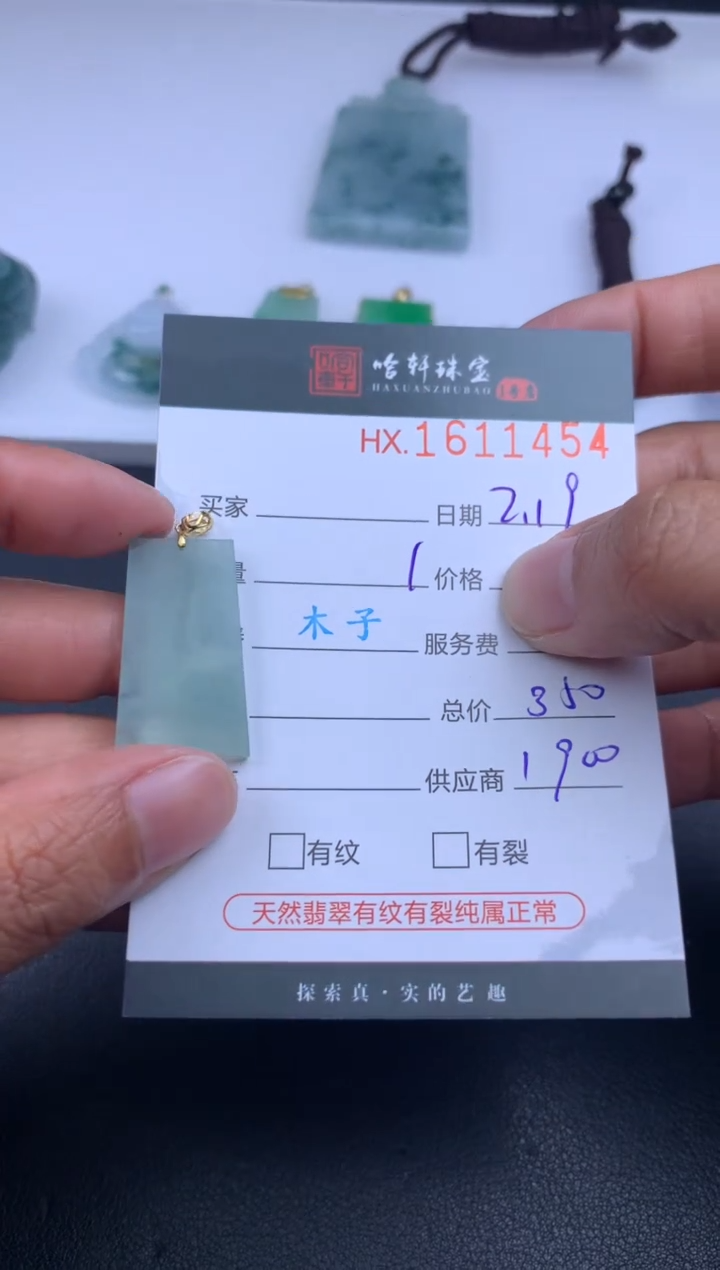 哈轩珠宝
HAXUANZHUBAO
HX.1611454
买家 日期 2.19
量 1 价格
木子 服务费
总价 350
供应商 1900
有纹 有裂
天然翡翠有纹有裂纯属正常
探索真·实的艺趣